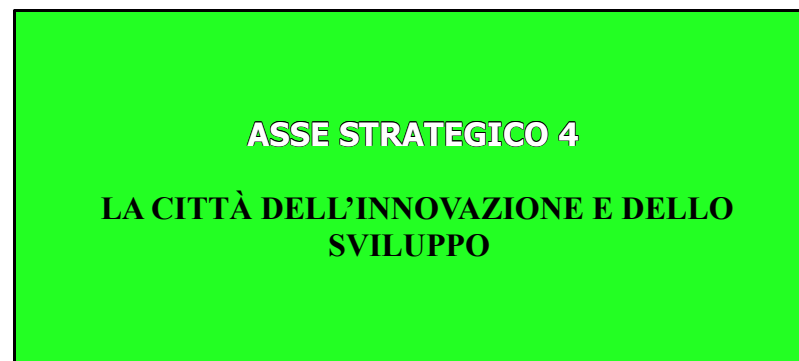 ASSE STRATEGICO 4
LA CITTÀ DELL’INNOVAZIONE E DELLO
SVILUPPO